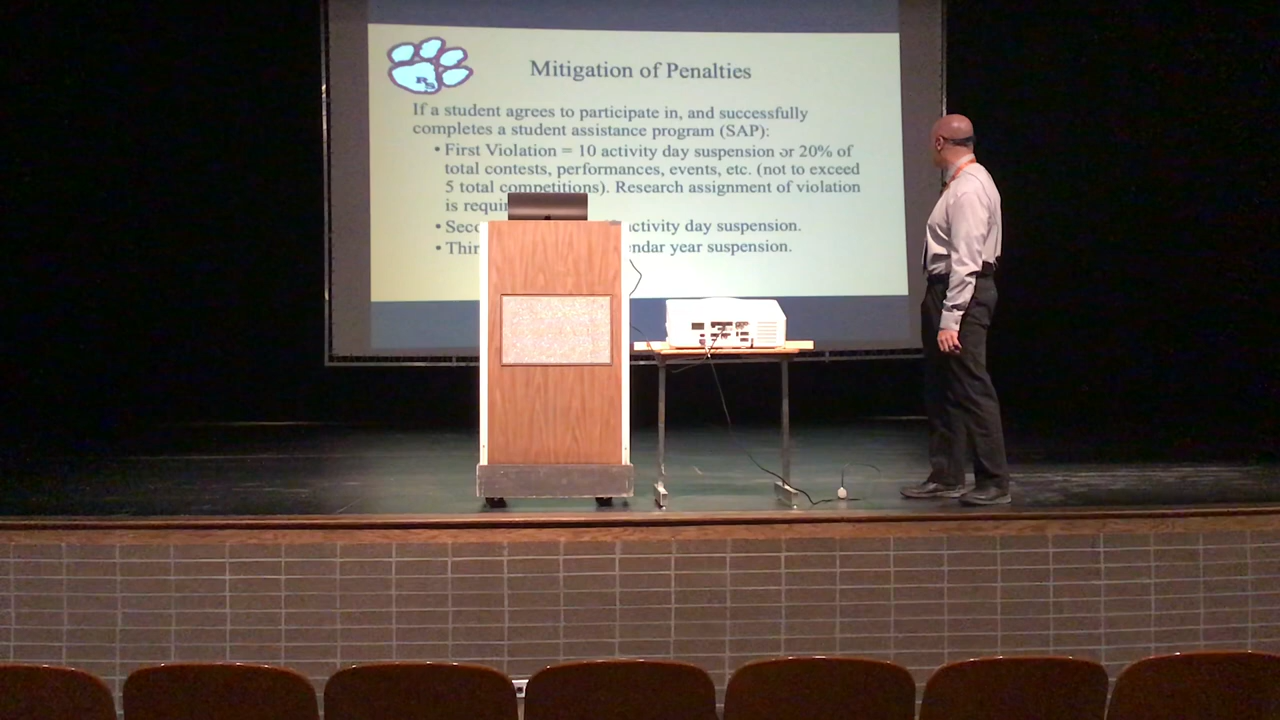 RS
Mitigation of Penalties
If a student agrees to participate in, and successfully
completes a student assistance program (SAP):
• First Violation = 10 activity day suspension or 20% of
total contests, performances, events, etc. (not to exceed
5 total competitions). Research assignment of violation
is requi
• Seco activity day suspension.
• Thir endar year suspension.